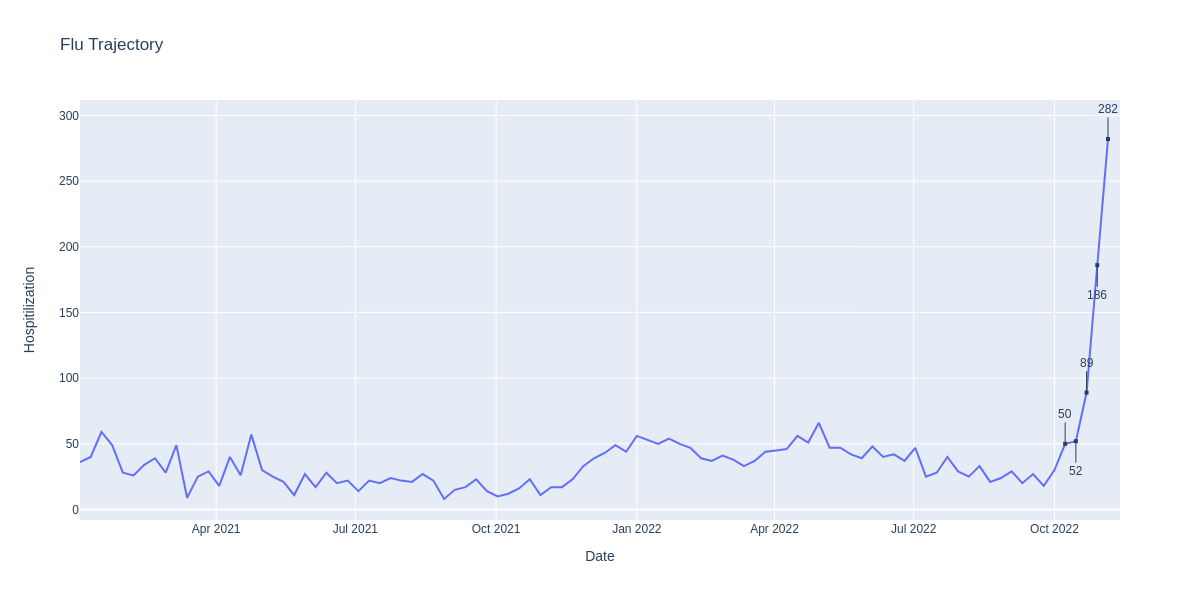 Flu Trajectory
300
250
200
150
100
50
0
Hospitilization
282
186
89
50
52
Apr 2021
Jul 2021
Oct 2021
Jan 2022
Apr 2022
Jul 2022
Oct 2022
Date